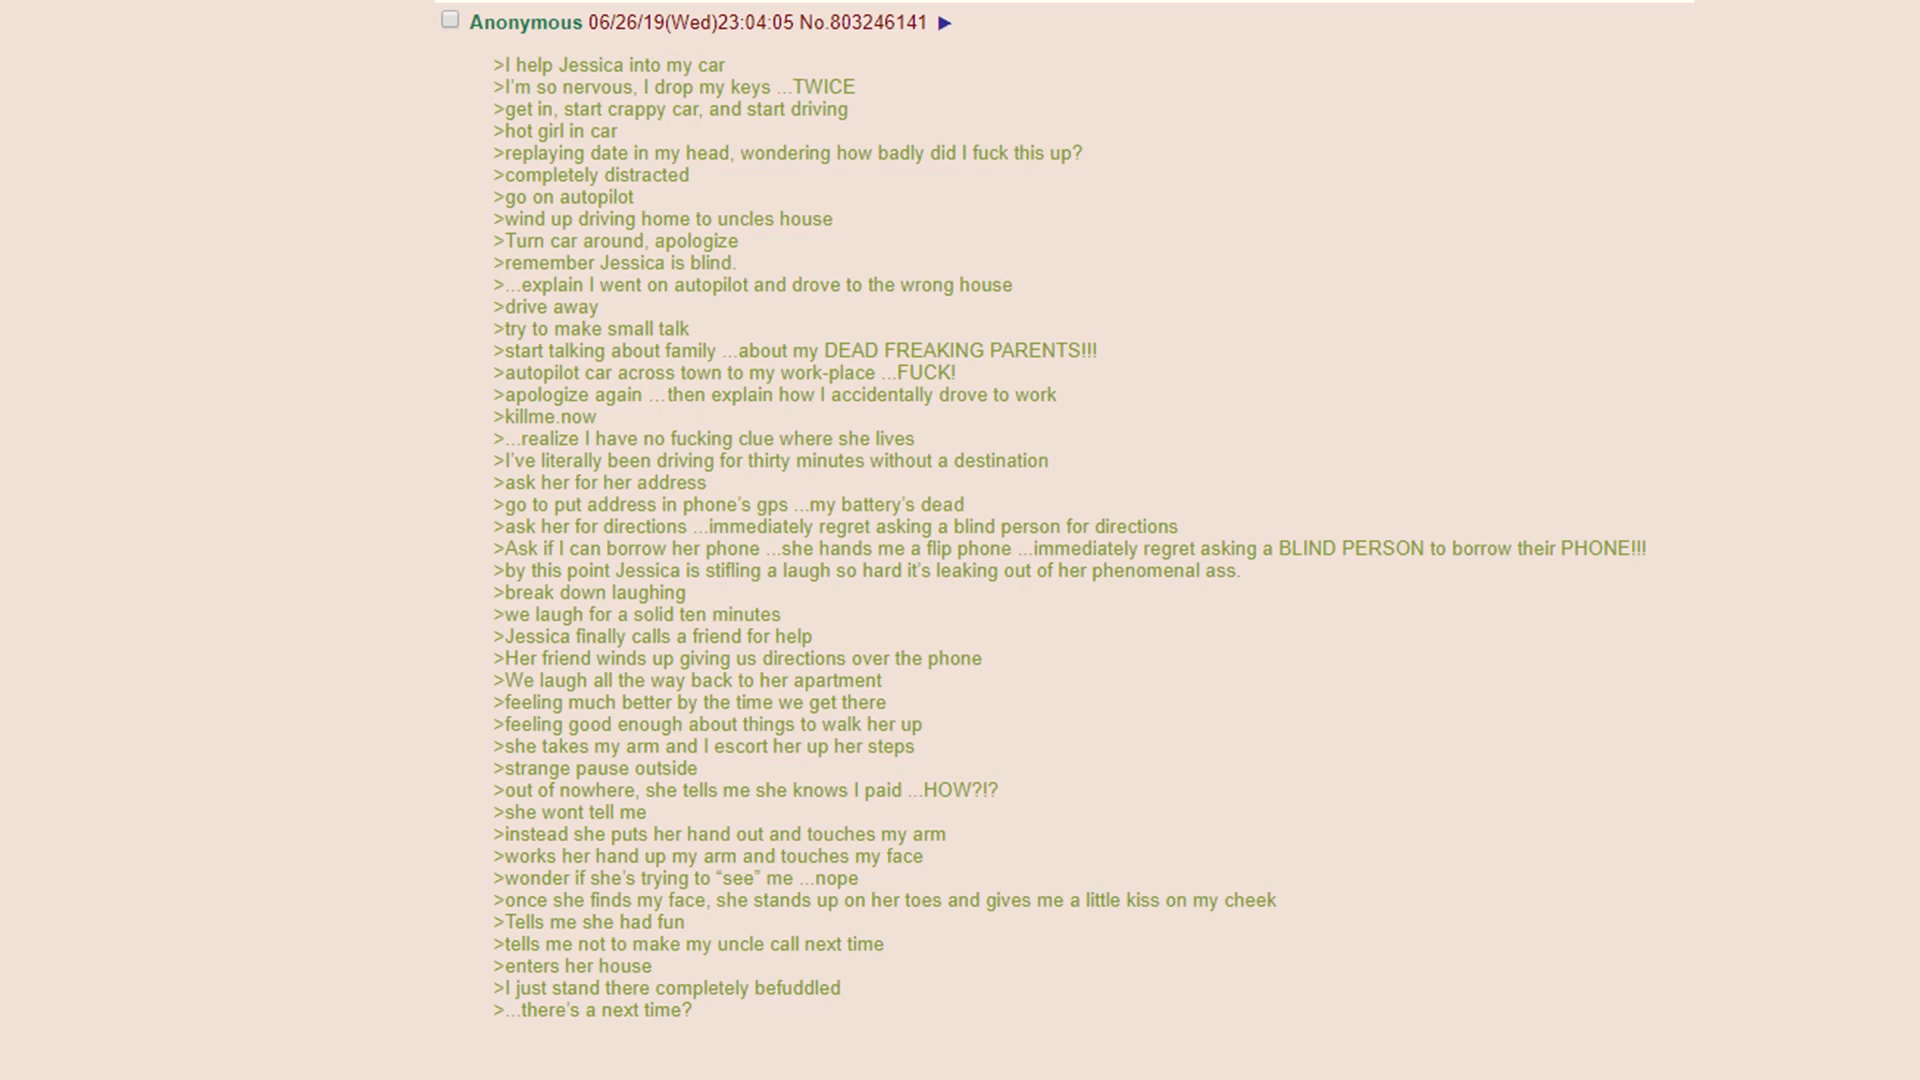 Anonymous 06/26/19(Wed)23:04:05 No.803246141 ▶
>I help Jessica into my car
>I'm so nervous, I drop my keys ...TWICE
>get in, start crappy car, and start driving
>hot girl in car
>replaying date in my head, wondering how badly did I fuck this up?
>completely distracted
>go on autopilot
>wind up driving home to uncles house
>Turn car around, apologize
>remember Jessica is blind.
>...explain I went on autopilot and drove to the wrong house
>drive away
>try to make small talk
>start talking about family ...about my DEAD FREAKING PARENTS!!!
>autopilot car across town to my work-place ...FUCK!
>apologize again ...then explain how I accidentally drove to work
>killme.now
>...realize I have no fucking clue where she lives
>I've literally been driving for thirty minutes without a destination
>ask her for her address
>go to put address in phone's gps ...my battery's dead
>ask her for directions ...immediately regret asking a blind person for directions
>Ask if I can borrow her phone ...she hands me a flip phone ...immediately regret asking a BLIND PERSON to borrow their PHONE!!!
>by this point Jessica is stifling a laugh so hard it's leaking out of her phenomenal ass.
>break down laughing
>we laugh for a solid ten minutes
>Jessica finally calls a friend for help
>Her friend winds up giving us directions over the phone
>We laugh all the way back to her apartment
>feeling much better by the time we get there
>feeling good enough about things to walk her up
>she takes my arm and I escort her up her steps
>strange pause outside
>out of nowhere, she tells me she knows I paid ...HOW?!?
>she wont tell me
>instead she puts her hand out and touches my arm
>works her hand up my arm and touches my face
>wonder if she's trying to “see” me ...nope
>once she finds my face, she stands up on her toes and gives me a little kiss on my cheek
>Tells me she had fun
>tells me not to make my uncle call next time
>enters her house
>I just stand there completely befuddled
>...there's a next time?